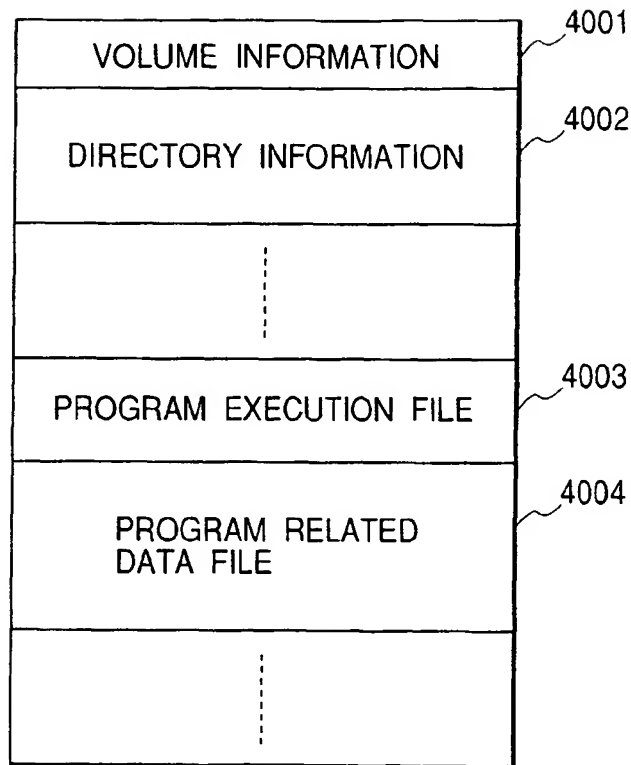 4001
VOLUME INFORMATION
4002
DIRECTORY INFORMATION
4003
PROGRAM EXECUTION FILE
4004
PROGRAM RELATED
DATA FILE